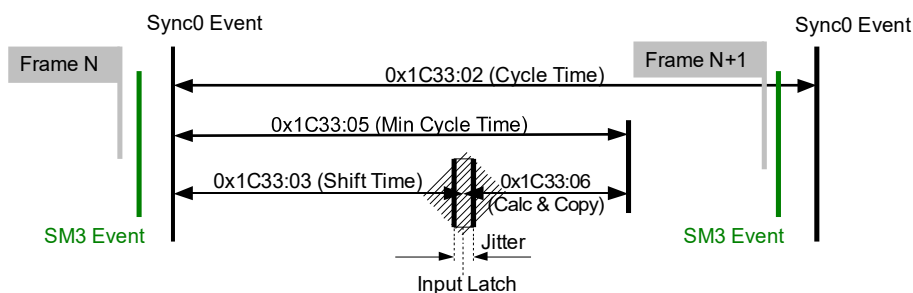 Sync0 Event
Sync0 Event
Frame N
Frame N+1
0x1C33:02 (Cycle Time)
0x1C33:05 (Min Cycle Time)
0x1C33:03 (Shift Time)
0x1C33:06
(Calc & Copy)
SM3 Event
SM3 Event
Jitter
Input Latch